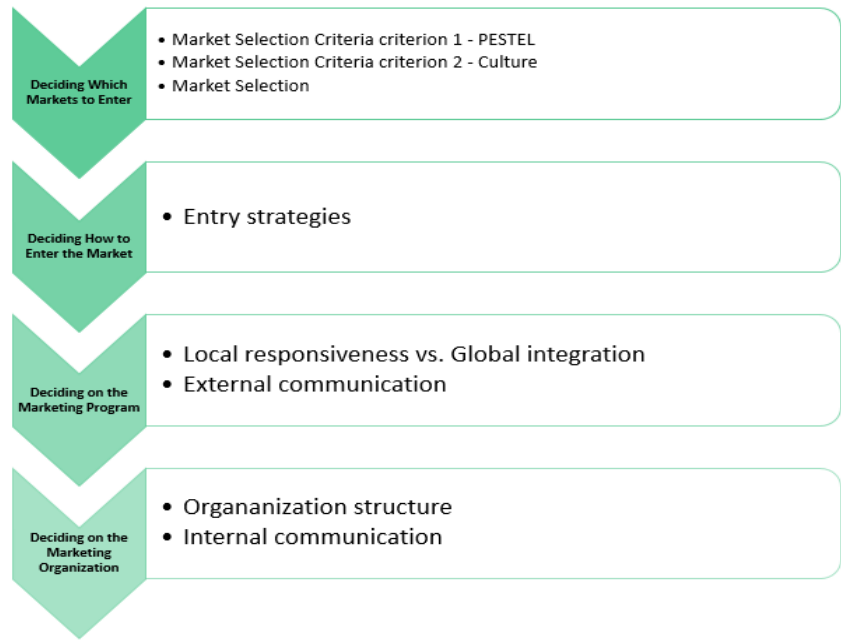 Deciding Which
Markets to Enter
• Market Selection Criteria criterion 1 - PESTEL
• Market Selection Criteria criterion 2 - Culture
• Market Selection
Deciding How to
Enter the Market
• Entry strategies
Deciding on the
Marketing Program
• Local responsiveness vs. Global integration
• External communication
Deciding on the
Marketing
Organization
• Organanization structure
• Internal communication